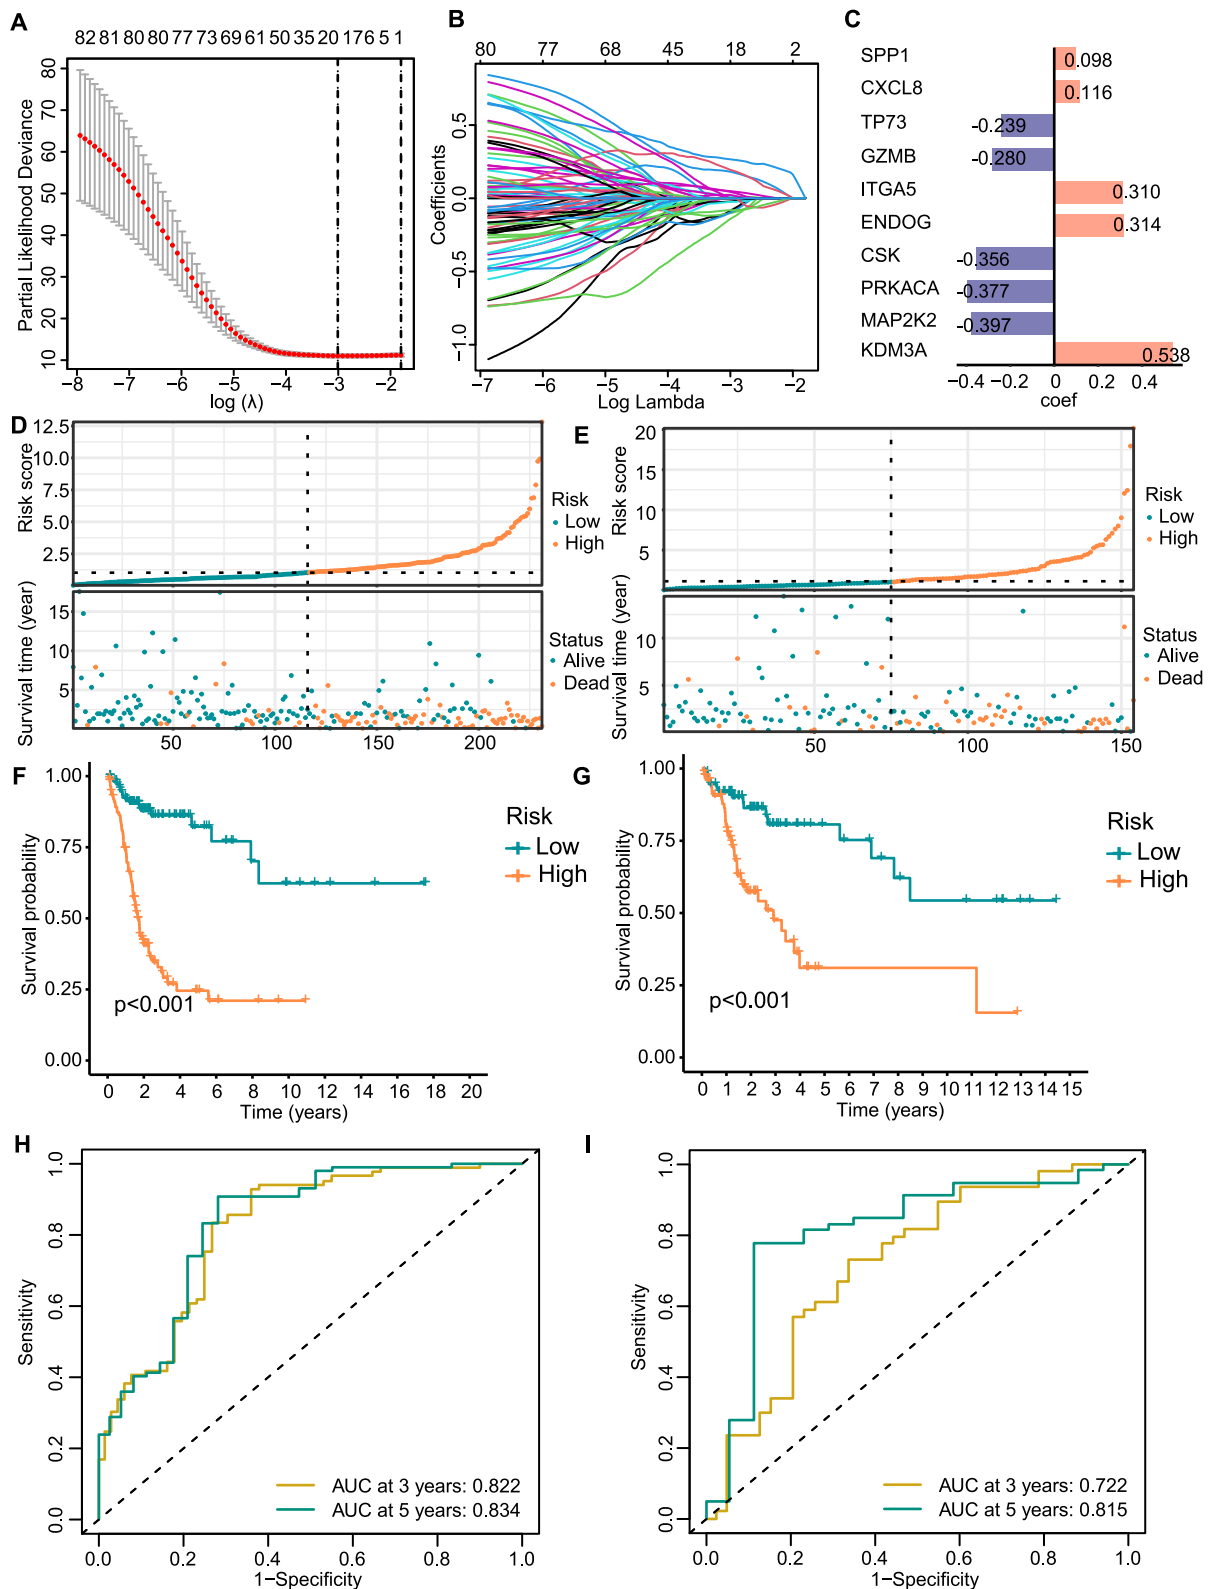 A
82 81 80 80 77 73 69 61 50 35 20 176 5 1
Partial Likelihood Deviance
80
70
60
50
40
30
20
10
−8 −7 −6 −5 −4 −3 −2
log (λ)
B
80 77 68 45 18 2
Coefficients
0.5
0.0
−0.5
−1.0
−7 −6 −5 −4 −3 −2
Log Lambda
C
SPP1 0.098
CXCL8 0.116
TP73 -0.239
GZMB -0.280
ITGA5 0.310
ENDOG 0.314
CSK -0.356
PRKACA -0.377
MAP2K2 -0.397
KDM3A 0.538
−0.4 −0.2 0 0.2 0.4
coef
D
Risk score
12.5
10.0
7.5
5.0
2.5
Risk
Low
High
Survival time (year)
15
10
5
Status
Alive
Dead
50 100 150 200
E
Risk score
20
15
10
5
Risk
Low
High
Survival time (year)
10
5
Status
Alive
Dead
50 100 150
F
Survival probability
1.00
0.75
0.50
0.25
0.00
p<0.001
Risk
Low
High
0 2 4 6 8 10 12 14 16 18 20
Time (years)
G
Survival probability
1.00
0.75
0.50
0.25
0.00
p<0.001
Risk
Low
High
0 1 2 3 4 5 6 7 8 9 10 11 12 13 14 15
Time (years)
H
Sensitivity
1.0
0.8
0.6
0.4
0.2
0.0
AUC at 3 years: 0.822
AUC at 5 years: 0.834
0.0 0.2 0.4 0.6 0.8 1.0
1−Specificity
I
Sensitivity
1.0
0.8
0.6
0.4
0.2
0.0
AUC at 3 years: 0.722
AUC at 5 years: 0.815
0.0 0.2 0.4 0.6 0.8 1.0
1−Specificity